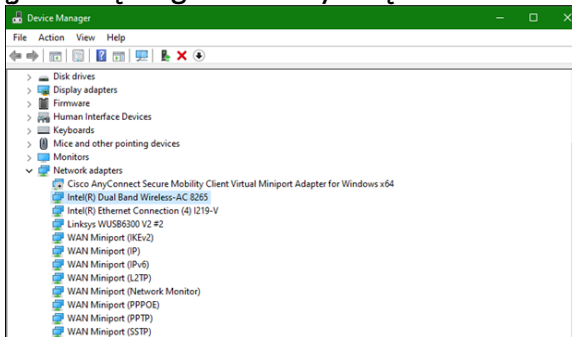 Device Manager
File Action View Help
Disk drives
Display adapters
Firmware
Human Interface Devices
Keyboards
Mice and other pointing devices
Monitors
Network adapters
Cisco AnyConnect Secure Mobility Client Virtual Miniport Adapter for Windows x64
Intel(R) Dual Band Wireless-AC 8265
Intel(R) Ethernet Connection (4) I219-V
Linksys WUSB6300 V2 #2
WAN Miniport (IKEv2)
WAN Miniport (IP)
WAN Miniport (IPv6)
WAN Miniport (L2TP)
WAN Miniport (Network Monitor)
WAN Miniport (PPPOE)
WAN Miniport (PPTP)
WAN Miniport (SSTP)